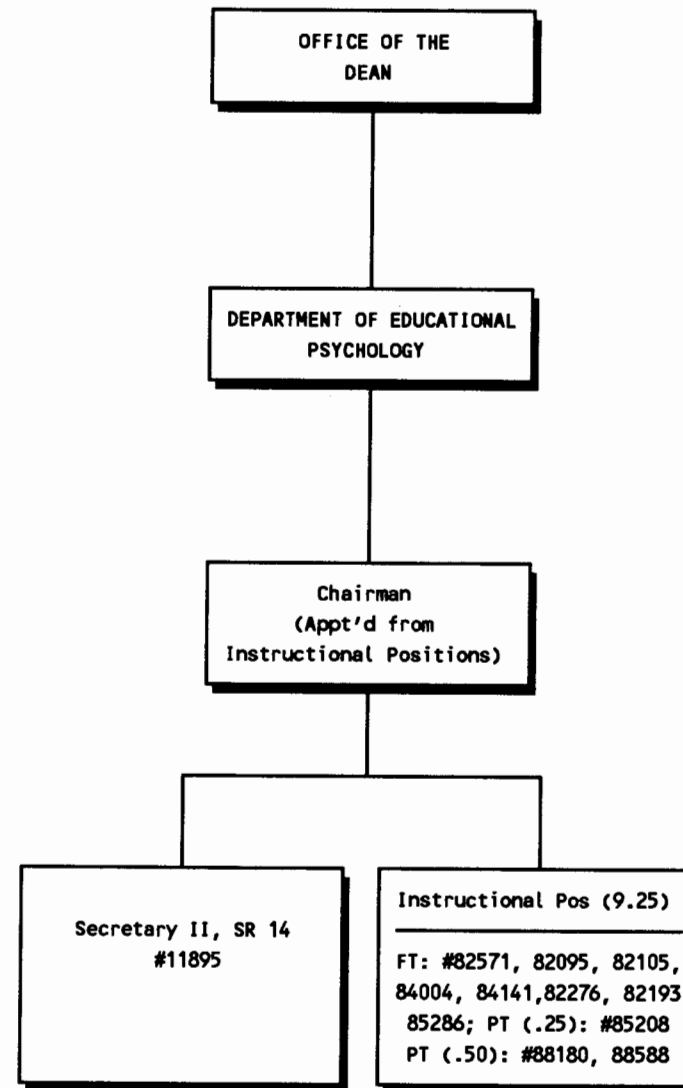 OFFICE OF THE
DEAN
DEPARTMENT OF EDUCATIONAL
PSYCHOLOGY
Chairman
(Appt'd from
Instructional Positions)
Secretary II, SR 14
#11895
Instructional Pos (9.25)
FT: #82571, 82095, 82105,
84004, 84141,82276, 82193
85286; PT (.25): #85208
PT (.50): #88180, 88588